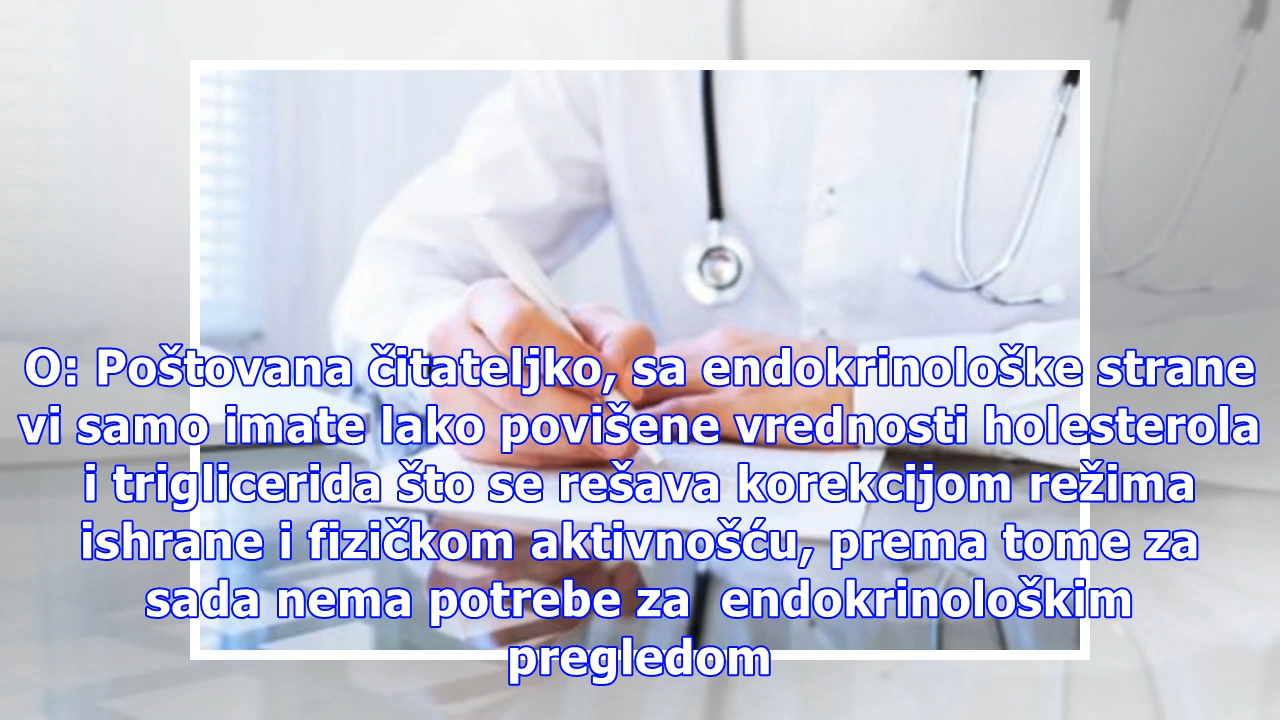 O: Poštovana čitateljko, sa endokrinološke strane
vi samo imate lako povišene vrednosti holesterola
i triglicerida što se rešava korekcijom režima
ishrane i fizičkom aktivnošću, prema tome za
sada nema potrebe za  endokrinološkim
pregledom